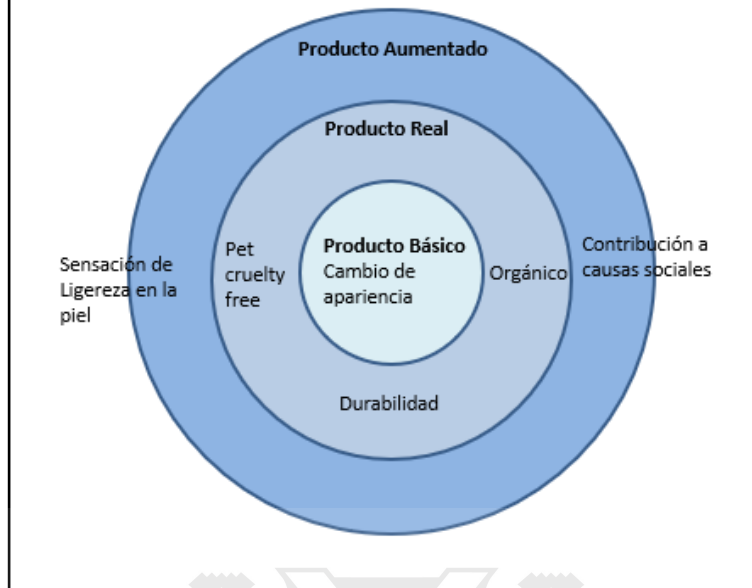 Producto Aumentado
Producto Real
Producto Básico
Cambio de
apariencia
Pet
cruelty
free
Orgánico
Durabilidad
Sensación de
Ligereza en la
piel
Contribución a
causas sociales